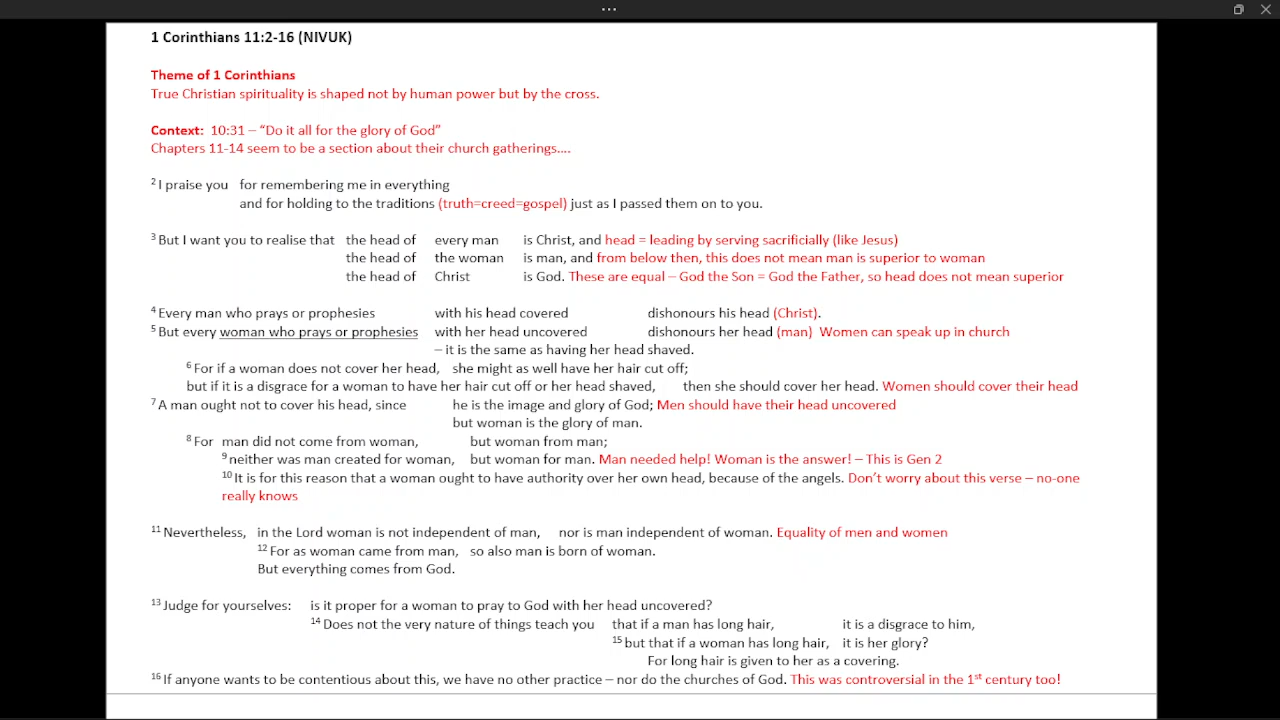 1 Corinthians 11:2-16 (NIVUK)
Theme of 1 Corinthians
True Christian spirituality is shaped not by human power but by the cross.
Context: 10:31 – “Do it all for the glory of God”
Chapters 11-14 seem to be a section about their church gatherings....
2 I praise you for remembering me in everything
and for holding to the traditions (truth=creed=gospel) just as I passed them on to you.
3 But I want you to realise that the head of every man is Christ, and head = leading by serving sacrificially (like Jesus)
the head of the woman is man, and from below then, this does not mean man is superior to woman
the head of Christ is God. These are equal – God the Son = God the Father, so head does not mean superior
4 Every man who prays or prophesies with his head covered dishonours his head (Christ).
5 But every woman who prays or prophesies with her head uncovered dishonours her head (man) Women can speak up in church
– it is the same as having her head shaved.
6 For if a woman does not cover her head, she might as well have her hair cut off;
but if it is a disgrace for a woman to have her hair cut off or her head shaved, then she should cover her head. Women should cover their head
7 A man ought not to cover his head, since he is the image and glory of God; Men should have their head uncovered
but woman is the glory of man.
8 For man did not come from woman, but woman from man;
9 neither was man created for woman, but woman for man. Man needed help! Woman is the answer! – This is Gen 2
10 It is for this reason that a woman ought to have authority over her own head, because of the angels. Don’t worry about this verse – no-one
really knows
11 Nevertheless, in the Lord woman is not independent of man, nor is man independent of woman. Equality of men and women
12 For as woman came from man, so also man is born of woman.
But everything comes from God.
13 Judge for yourselves: is it proper for a woman to pray to God with her head uncovered?
14 Does not the very nature of things teach you that if a man has long hair, it is a disgrace to him,
15 but that if a woman has long hair, it is her glory?
For long hair is given to her as a covering.
16 If anyone wants to be contentious about this, we have no other practice – nor do the churches of God. This was controversial in the 1st century too!